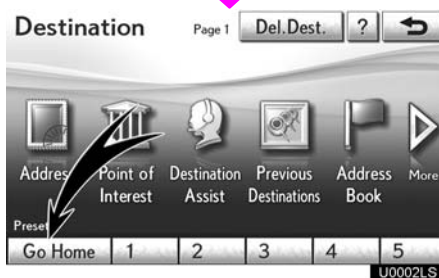 Destination Page 1 Del.Dest. ?
Address Point of Interest Destination Assist Previous Destinations Address Book More
Preset
Go Home 1 2 3 4 5
U0002LS